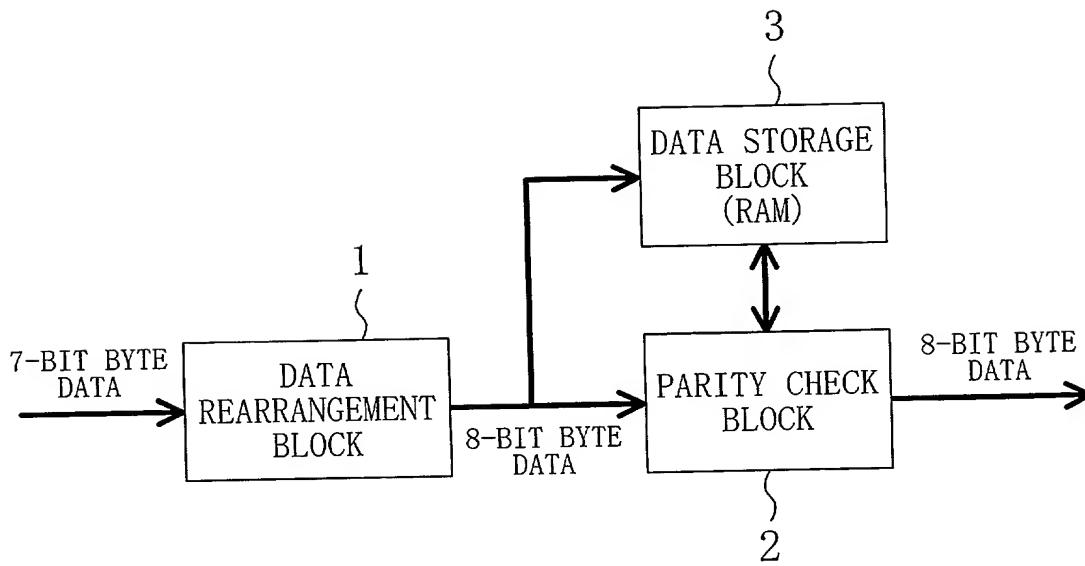 3
DATA STORAGE
BLOCK
(RAM)
1
7-BIT BYTE
DATA
DATA
REARRANGEMENT
BLOCK
8-BIT BYTE
DATA
PARITY CHECK
BLOCK
8-BIT BYTE
DATA
2